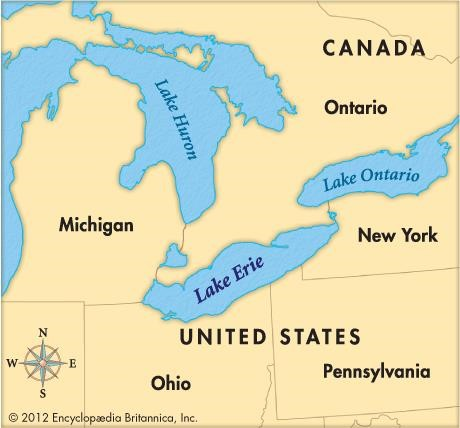 CANADA
Ontario
Lake Huron
Lake Ontario
Michigan
New York
Lake Erie
UNITED STATES
N
W E
S
Ohio
Pennsylvania
© 2012 Encyclopædia Britannica, Inc.